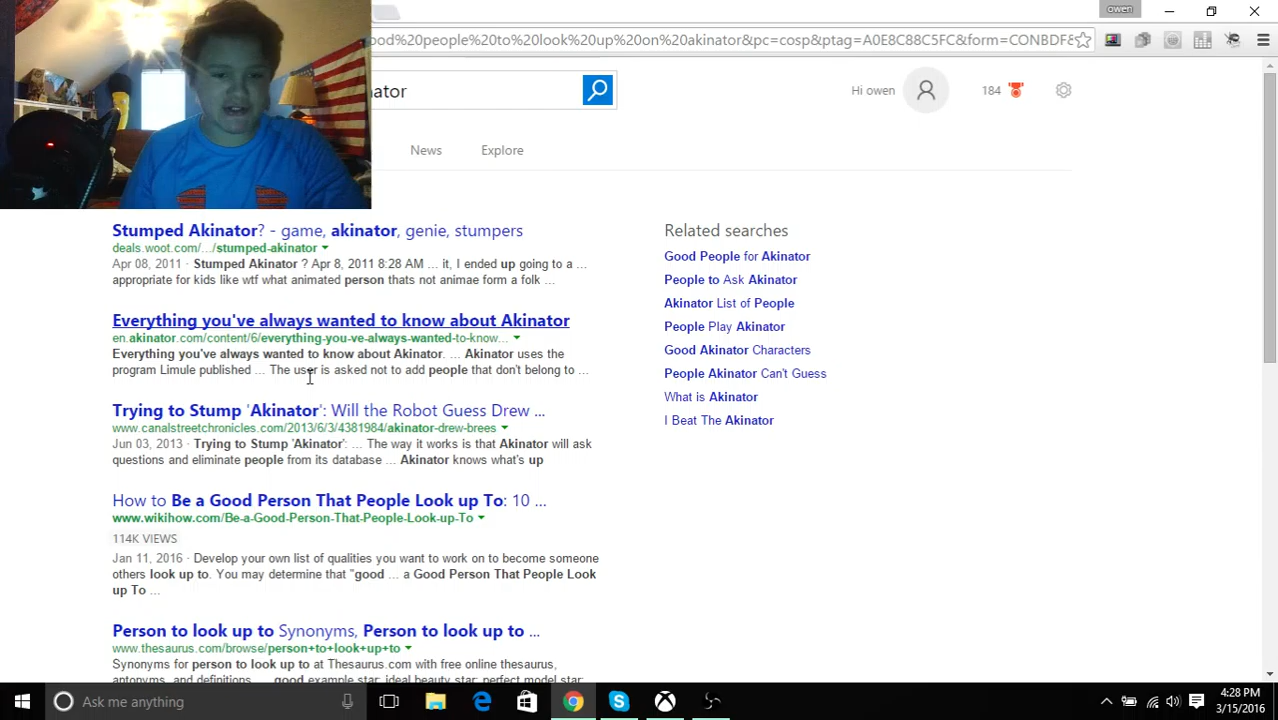 owen
ood%20people%20to%20look%20up%20on%20akinator&pc=cosp&ptag=A0E8C88C5FC&form=CONBDF&
nator
Hi owen
184
News Explore
Stumped Akinator? - game, akinator, genie, stumpers
deals.woot.com/.../stumped-akinator
Apr 08, 2011 · Stumped Akinator ? Apr 8, 2011 8:28 AM ... it, I ended up going to a ...
appropriate for kids like wtf what animated person thats not animae form a folk ...
Everything you've always wanted to know about Akinator
en.akinator.com/content/6/everything-you-ve-always-wanted-to-know...
Everything you've always wanted to know about Akinator. ... Akinator uses the
program Limule published ... The user is asked not to add people that don't belong to ...
Trying to Stump 'Akinator': Will the Robot Guess Drew ...
www.canalstreetchronicles.com/2013/6/3/4381984/akinator-drew-brees
Jun 03, 2013 · Trying to Stump 'Akinator': ... The way it works is that Akinator will ask
questions and eliminate people from its database ... Akinator knows what's up
How to Be a Good Person That People Look up To: 10 ...
www.wikihow.com/Be-a-Good-Person-That-People-Look-up-To
114K VIEWS
Jan 11, 2016 · Develop your own list of qualities you want to work on to become someone
others look up to. You may determine that "good ... a Good Person That People Look
up To ...
Person to look up to Synonyms, Person to look up to ...
www.thesaurus.com/browse/person+to+look+up+to
Synonyms for person to look up to at Thesaurus.com with free online thesaurus,
antonyms, and definitions. ... good example star; ideal beauty star; perfect model star;
Related searches
Good People for Akinator
People to Ask Akinator
Akinator List of People
People Play Akinator
Good Akinator Characters
People Akinator Can't Guess
What is Akinator
I Beat The Akinator
Ask me anything
4:28 PM
3/15/2016